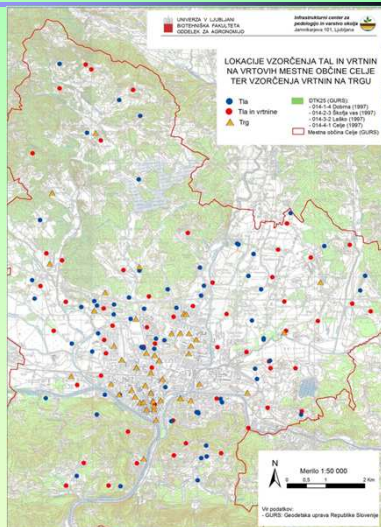 UNIVERZA V LJUBLJANI
BIOTEHNIŠKA FAKULTETA
ODDELEK ZA AGRONOMIJO
Infrastrukturni center za
pedologijo in varstvo okolja
Jamnikarjeva 101, Ljubljana
LOKACIJE VZORČENJA TAL IN VRTNIN
NA VRTOVIH MESTNE OBČINE CELJE
TER VZORČENJA VRTNIN NA TRGU
Tla
Tla in vrtnine
Trg
DTK25 (GURS)
- 014-1-4 Dobrna (1997)
- 014-2-3 Škofja vas (1997)
- 014-3-2 Laško (1997)
- 014-4-1 Celje (1997)
Mestna občina Celje (GURS)
N
Merilo 1:50 000
0 0,5 1 2 Km
Vir podatkov:
- GURS: Geodetska uprava Republike Slovenije